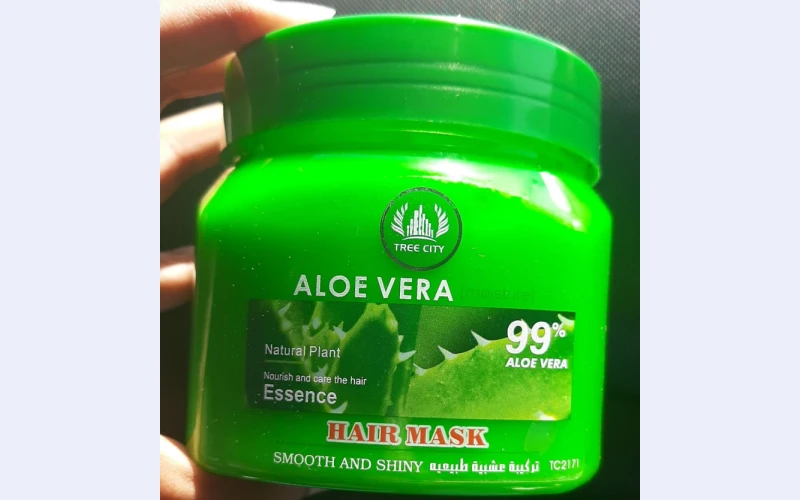 TREE CITY
ALOE VERA
99%
ALOE VERA
Natural Plant
Nourish and care the hair
Essence
HAIR MASK
SMOOTH AND SHINY تركيبة عشبية طبيعيه TC2171